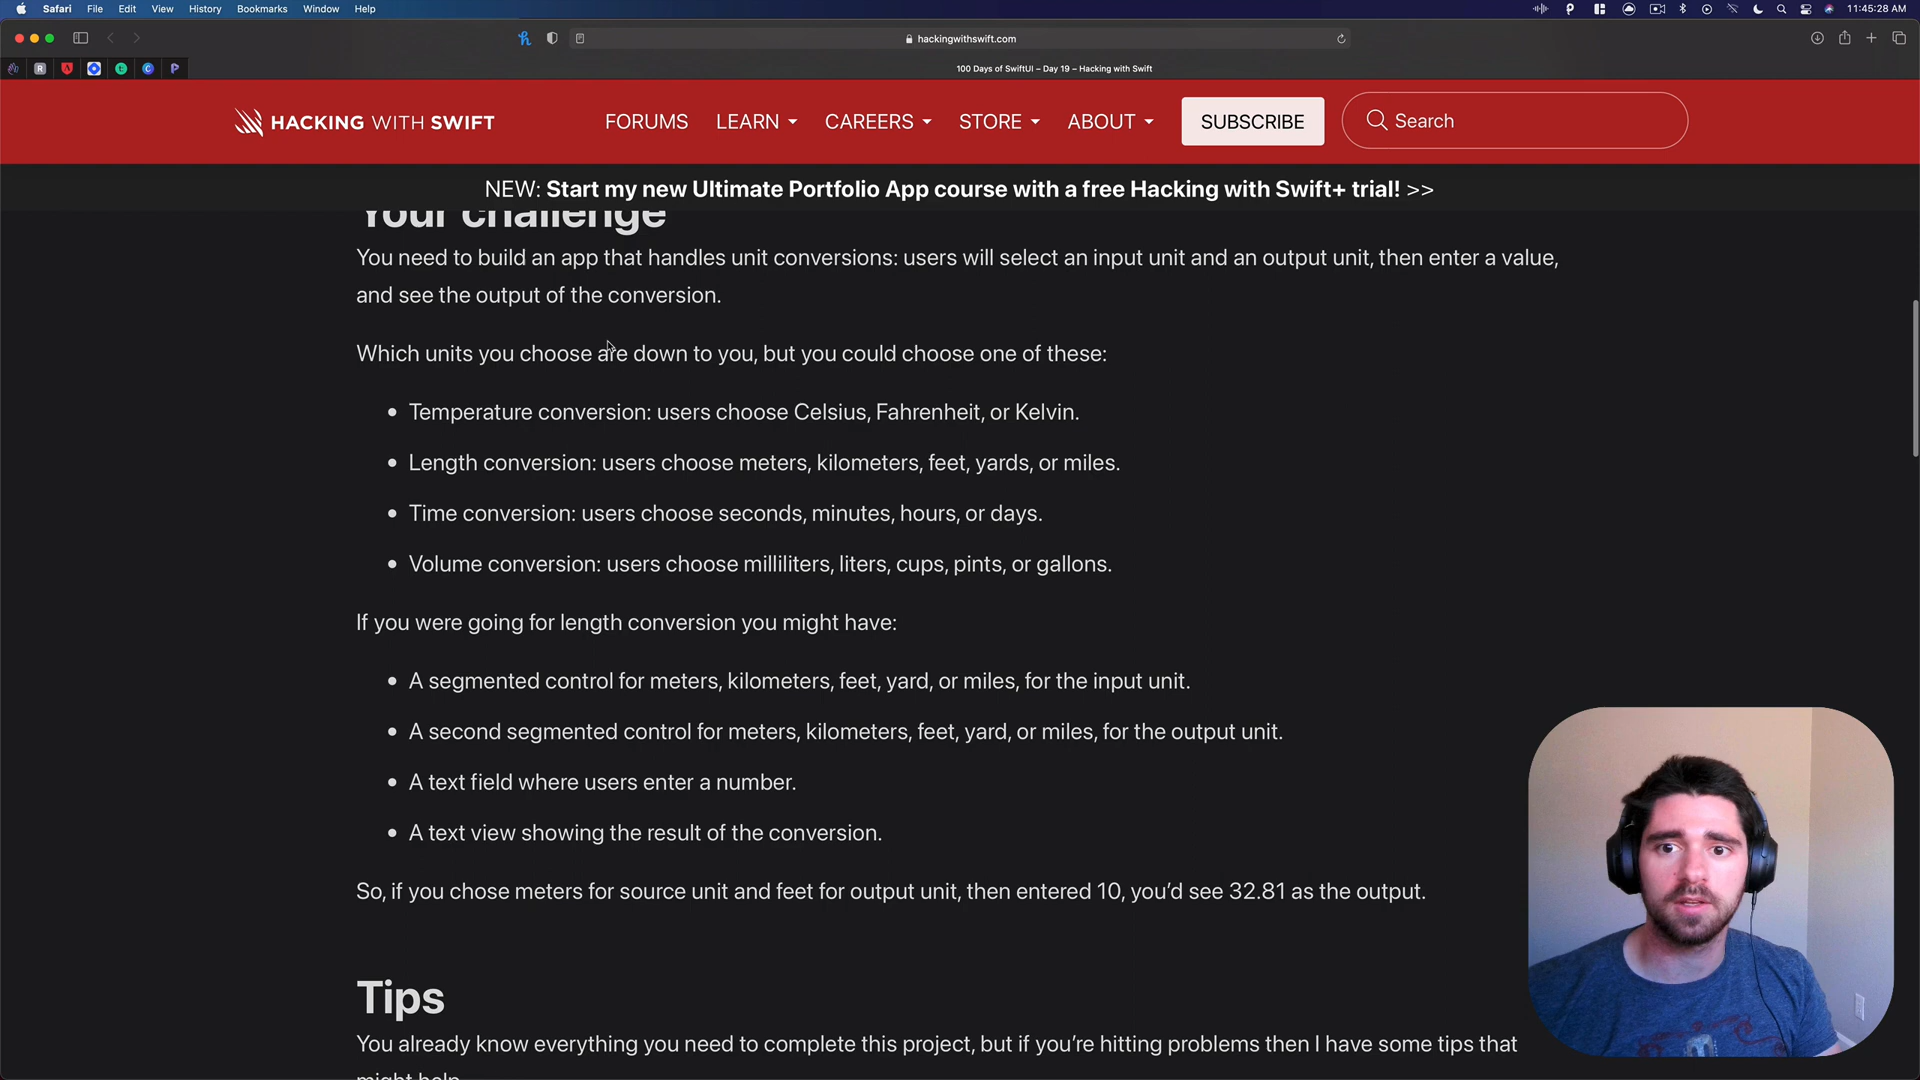 Safari File Edit View History Bookmarks Window Help 11:45:28 AM
hackingwithswift.com
100 Days of SwiftUI – Day 19 – Hacking with Swift
HACKING WITH SWIFT FORUMS LEARN CAREERS STORE ABOUT SUBSCRIBE Search
NEW: Start my new Ultimate Portfolio App course with a free Hacking with Swift+ trial! >>
Your challenge
You need to build an app that handles unit conversions: users will select an input unit and an output unit, then enter a value,
and see the output of the conversion.
Which units you choose are down to you, but you could choose one of these:
• Temperature conversion: users choose Celsius, Fahrenheit, or Kelvin.
• Length conversion: users choose meters, kilometers, feet, yards, or miles.
• Time conversion: users choose seconds, minutes, hours, or days.
• Volume conversion: users choose milliliters, liters, cups, pints, or gallons.
If you were going for length conversion you might have:
• A segmented control for meters, kilometers, feet, yard, or miles, for the input unit.
• A second segmented control for meters, kilometers, feet, yard, or miles, for the output unit.
• A text field where users enter a number.
• A text view showing the result of the conversion.
So, if you chose meters for source unit and feet for output unit, then entered 10, you’d see 32.81 as the output.
Tips
You already know everything you need to complete this project, but if you’re hitting problems then I have some tips that
might help.